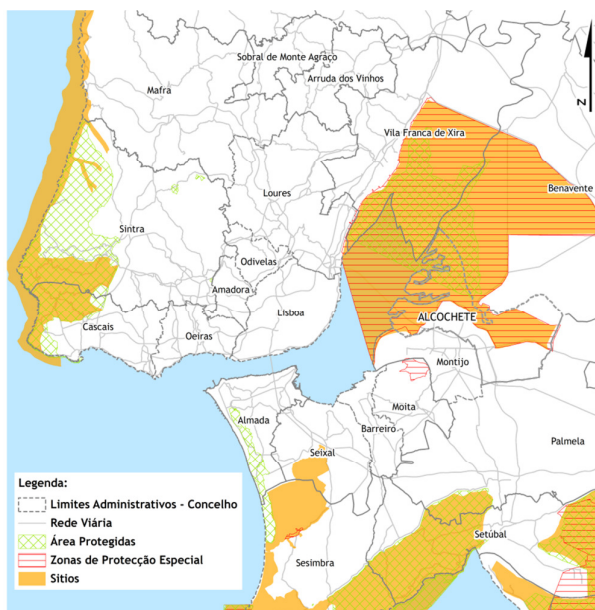 Sobral de Monte Agraço
Arruda dos Vinhos
Mafra
N
Vila Franca de Xira
Benavente
Loures
Sintra
Odivelas
Amadora
Lisboa
ALCOCHETE
Cascais
Oeiras
Montijo
Almada
Moita
Barreiro
Palmela
Seixal
Setúbal
Sesimbra
Legenda:
Limites Administrativos - Concelho
Rede Viária
Área Protegidas
Zonas de Protecção Especial
Sitios